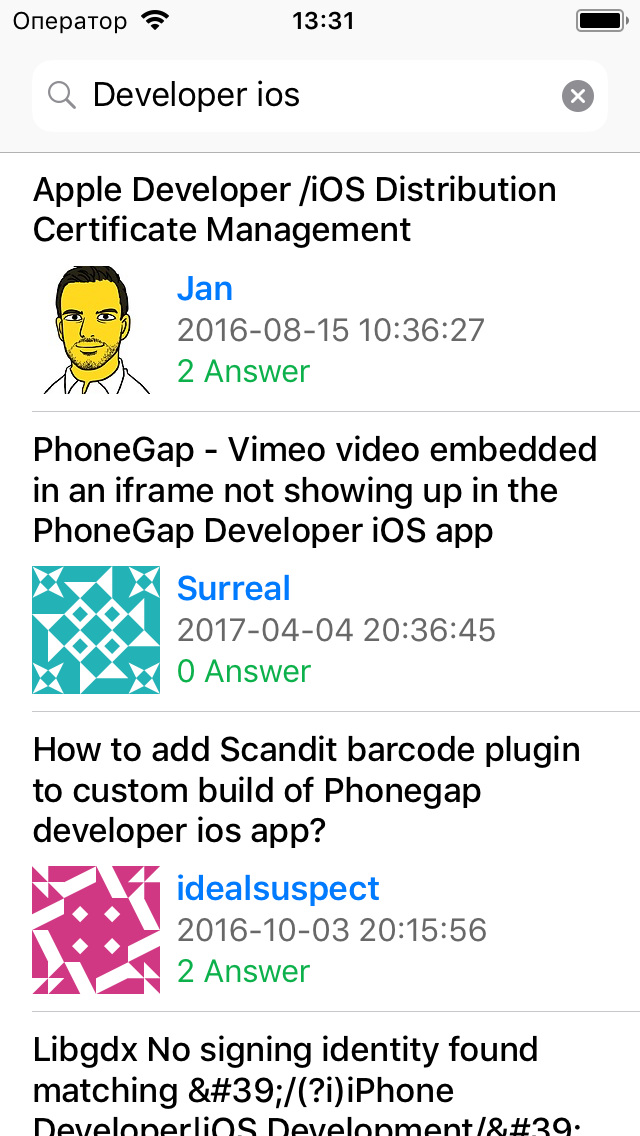 Оператор 13:31
Developer ios
Apple Developer /iOS Distribution
Certificate Management
Jan
2016-08-15 10:36:27
2 Answer
PhoneGap - Vimeo video embedded
in an iframe not showing up in the
PhoneGap Developer iOS app
Surreal
2017-04-04 20:36:45
0 Answer
How to add Scandit barcode plugin
to custom build of Phonegap
developer ios app?
idealsuspect
2016-10-03 20:15:56
2 Answer
Libgdx No signing identity found
matching &#39;/(?i)iPhone
Developer|iOS Development/&#39;